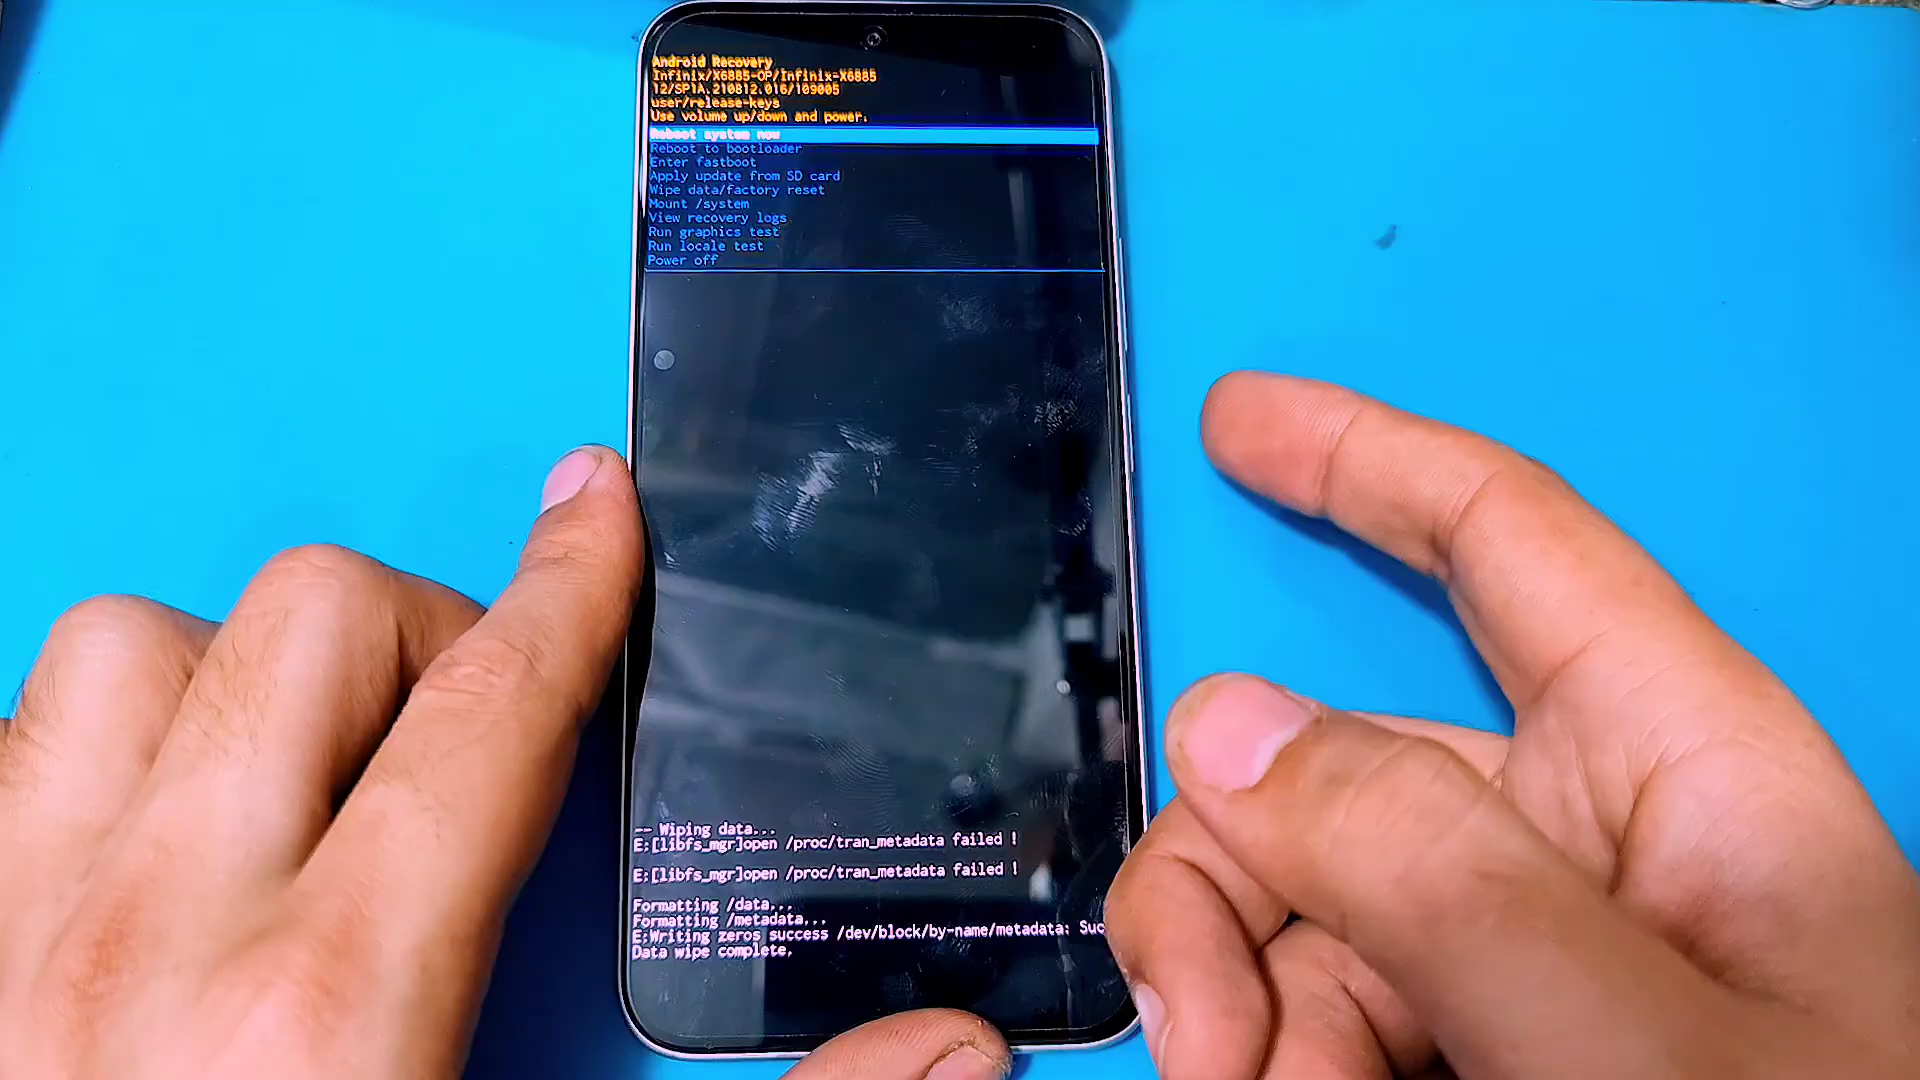 Android Recovery
Infinix/X6885-OP/Infinix-X6885
12/SP1A.210812.016/109005
user/release-keys
Use volume up/down and power.
Reboot system now
Reboot to bootloader
Enter fastboot
Apply update from SD card
Wipe data/factory reset
Mount /system
View recovery logs
Run graphics test
Run locale test
Power off
-- Wiping data...
E:[libfs_mgr]open /proc/tran_metadata failed !
E:[libfs_mgr]open /proc/tran_metadata failed !
Formatting /data...
Formatting /metadata...
E:Writing zeros success /dev/block/by-name/metadata: Suc
Data wipe complete.